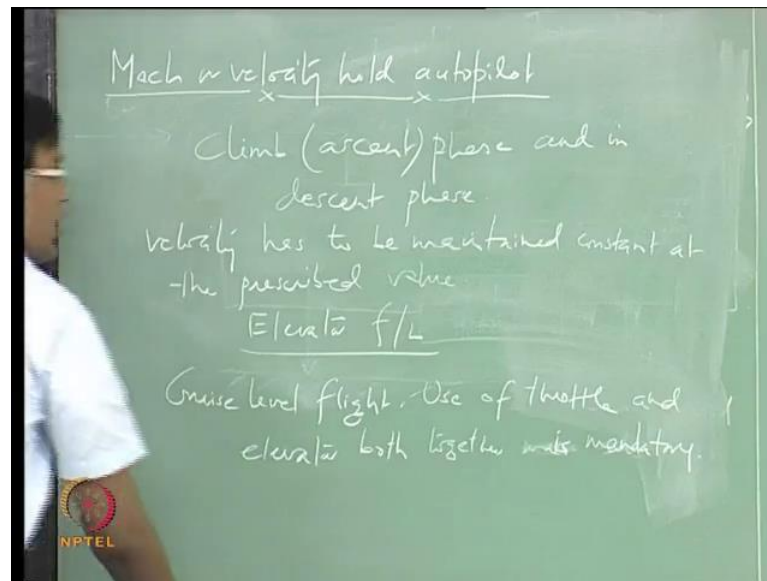 Mach or velocity hold autopilot
Climb (ascent) phase and in
descent phase.
velocity has to be maintained constant at
the prescribed value
Elevator f/L
Cruise level flight. Use of throttle and
elevator both together is mandatory.
NPTEL